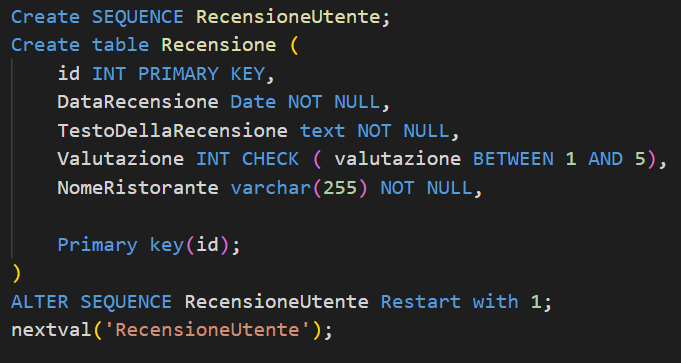 Create SEQUENCE RecensioneUtente;
Create table Recensione (
    id INT PRIMARY KEY,
    DataRecensione Date NOT NULL,
    TestoDellaRecensione text NOT NULL,
    Valutazione INT CHECK ( valutazione BETWEEN 1 AND 5),
    NomeRistorante varchar(255) NOT NULL,

    Primary key(id);
)
ALTER SEQUENCE RecensioneUtente Restart with 1;
nextval('RecensioneUtente');